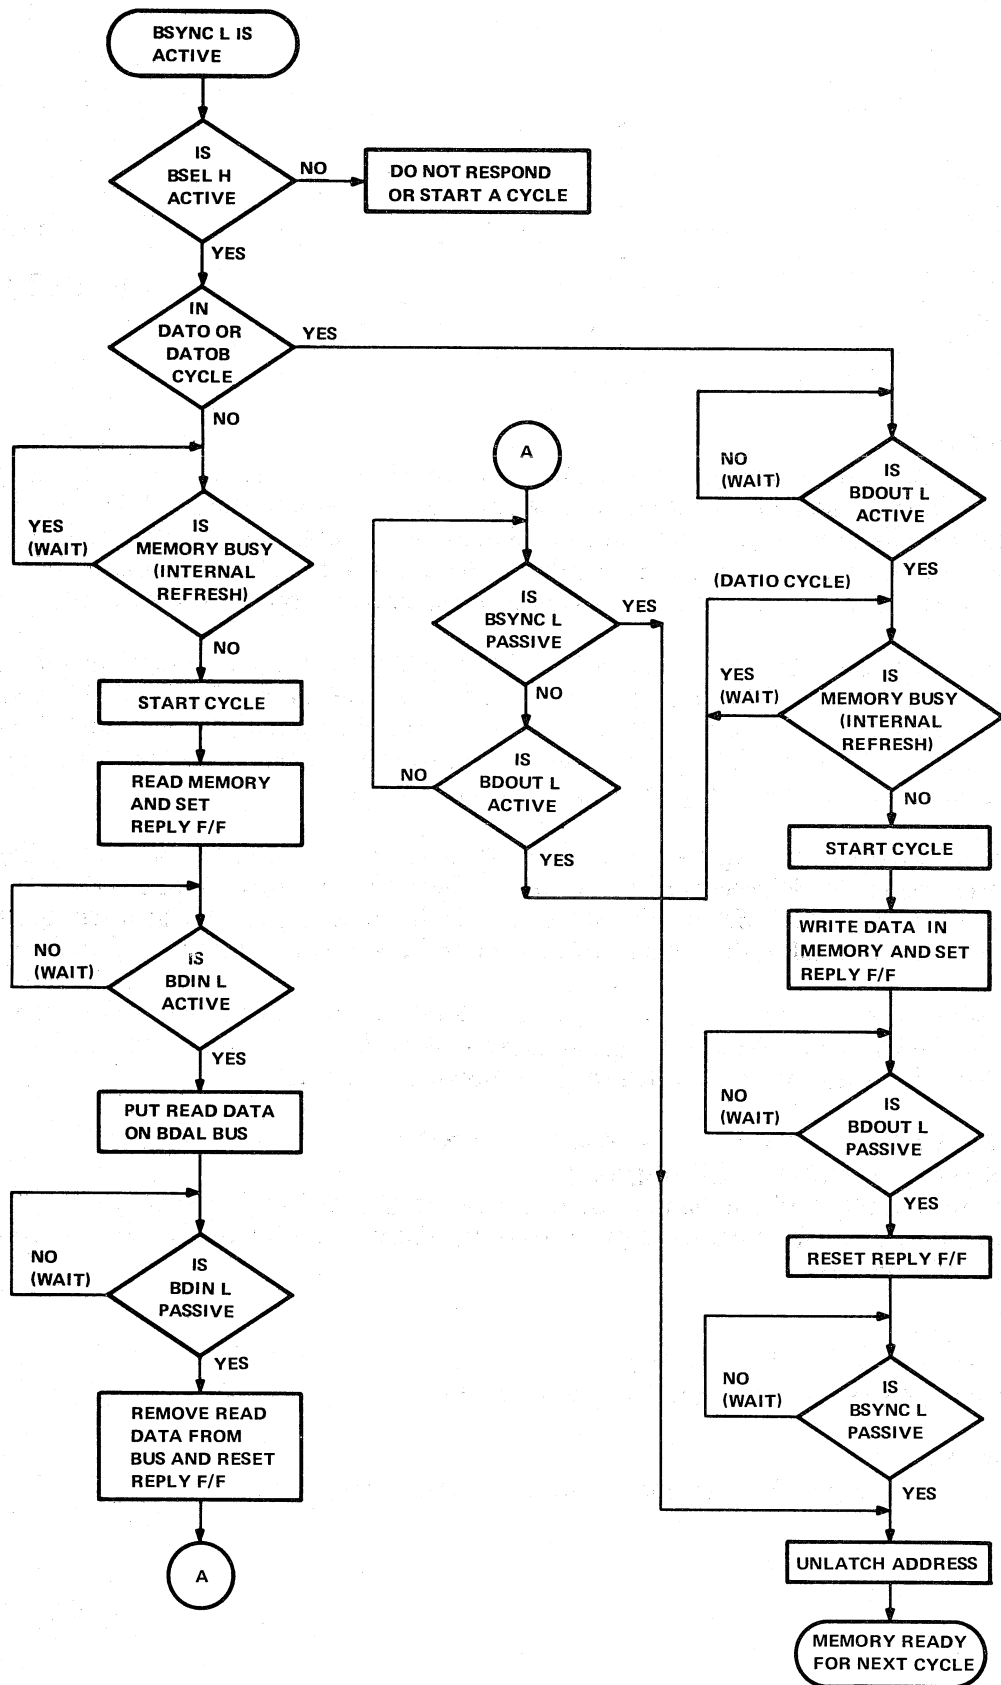 BSYNC L IS
ACTIVE
IS
BSEL H
ACTIVE
NO
DO NOT RESPOND
OR START A CYCLE
YES
IN
DATO OR
DATOB
CYCLE
YES
NO
YES
(WAIT)
IS
MEMORY BUSY
(INTERNAL
REFRESH)
NO
START CYCLE
READ MEMORY
AND SET
REPLY F/F
NO
(WAIT)
IS
BDIN L
ACTIVE
YES
PUT READ DATA
ON BDAL BUS
NO
(WAIT)
IS
BDIN L
PASSIVE
YES
REMOVE READ
DATA FROM
BUS AND RESET
REPLY F/F
A
A
IS
BSYNC L
PASSIVE
YES
NO
IS
BDOUT L
ACTIVE
NO
YES
NO
(WAIT)
IS
BDOUT L
ACTIVE
YES
(DATIO CYCLE)
YES
(WAIT)
IS
MEMORY BUSY
(INTERNAL
REFRESH)
NO
START CYCLE
WRITE DATA IN
MEMORY AND SET
REPLY F/F
NO
(WAIT)
IS
BDOUT L
PASSIVE
YES
RESET REPLY F/F
NO
(WAIT)
IS
BSYNC L
PASSIVE
YES
UNLATCH ADDRESS
MEMORY READY
FOR NEXT CYCLE